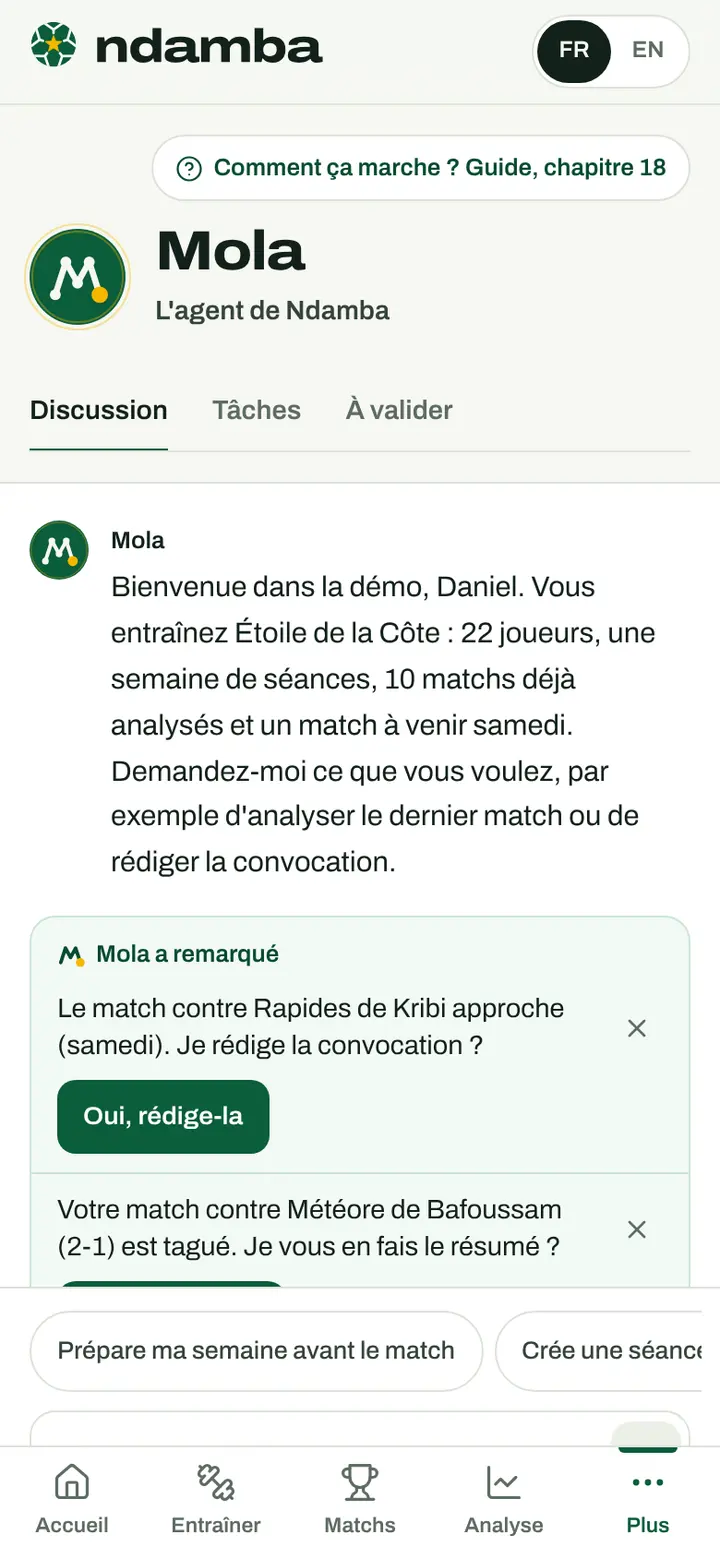 ndamba
FR EN
Comment ça marche ? Guide, chapitre 18
Mola
L'agent de Ndamba
Discussion Tâches À valider
Mola
Bienvenue dans la démo, Daniel. Vous
entraînez Étoile de la Côte : 22 joueurs, une
semaine de séances, 10 matchs déjà
analysés et un match à venir samedi.
Demandez-moi ce que vous voulez, par
exemple d'analyser le dernier match ou de
rédiger la convocation.
Mola a remarqué
Le match contre Rapides de Kribi approche
(samedi). Je rédige la convocation ?
Oui, rédige-la
Votre match contre Météore de Bafoussam
(2-1) est tagué. Je vous en fais le résumé ?
Prépare ma semaine avant le match Crée une séance
Accueil Entraîner Matchs Analyse Plus